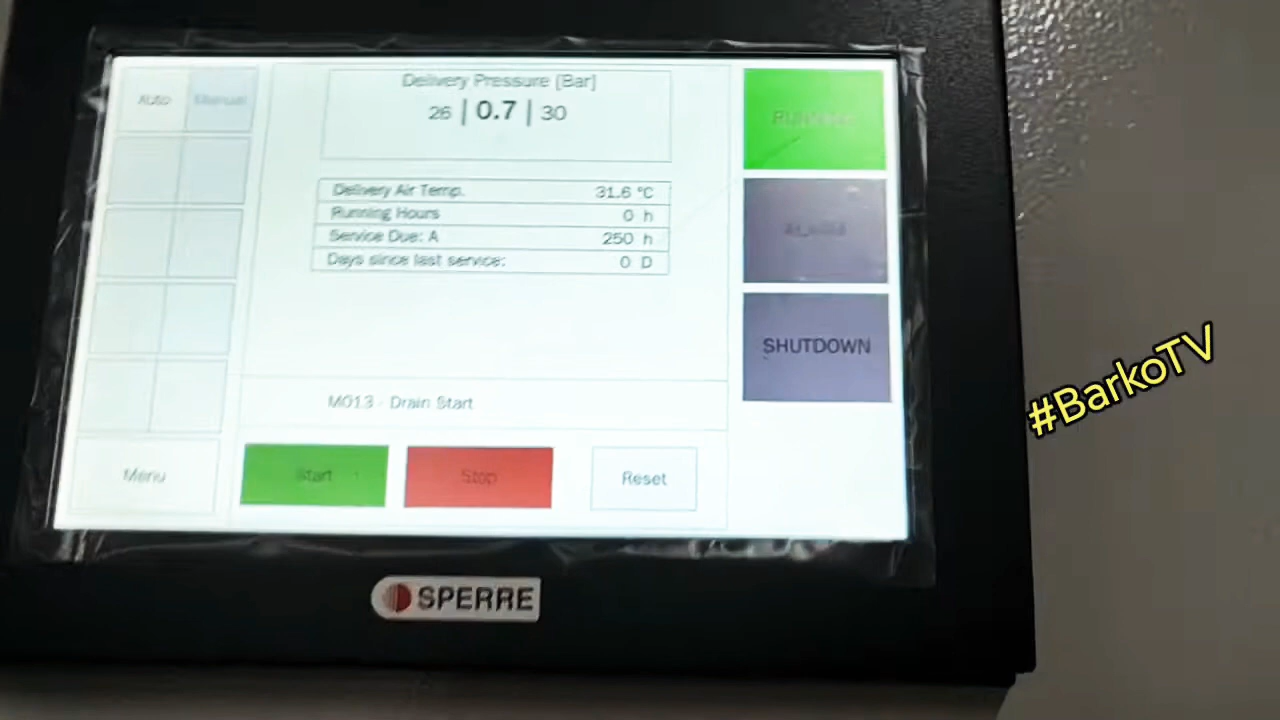 Auto Manual
Delivery Pressure [Bar]
26 | 0.7 | 30
Delivery Air Temp. 31.6 °C
Running Hours 0 h
Service Due: A 250 h
Days since last service: 0 D
M013 - Drain Start
Menu Start Stop Reset
SHUTDOWN
SPERRE
#BarkoTV